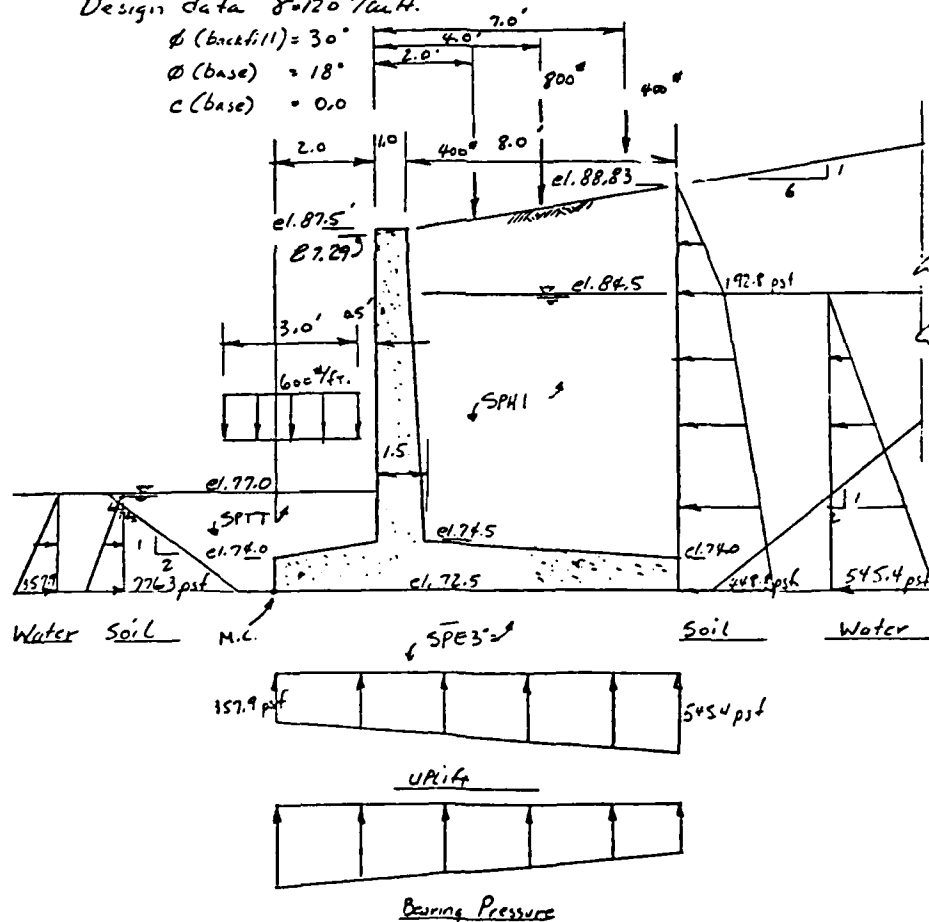 Design data γ=120 #/cu.ft.
φ (backfill) = 30°
φ (base) = 18°
c (base) = 0.0
7.0'
4.0'
2.0'
800#
400#
2.0
1.0
400#
8.0'
el. 88.83
1
6
el. 87.5'
87.29
el. 84.5
192.8 psf
3.0'
0.5'
600#/ft.
SPH1
1.5
el. 77.0
SPTT
el. 74.0
el. 74.5
el. 74.0
1
2
1
2
357.9
776.3 psf
el. 72.5
545.4 psf
Water
Soil
M.C.
Soil
Water
SPE3
357.9 psf
545.4 psf
Uplift
Bearing Pressure